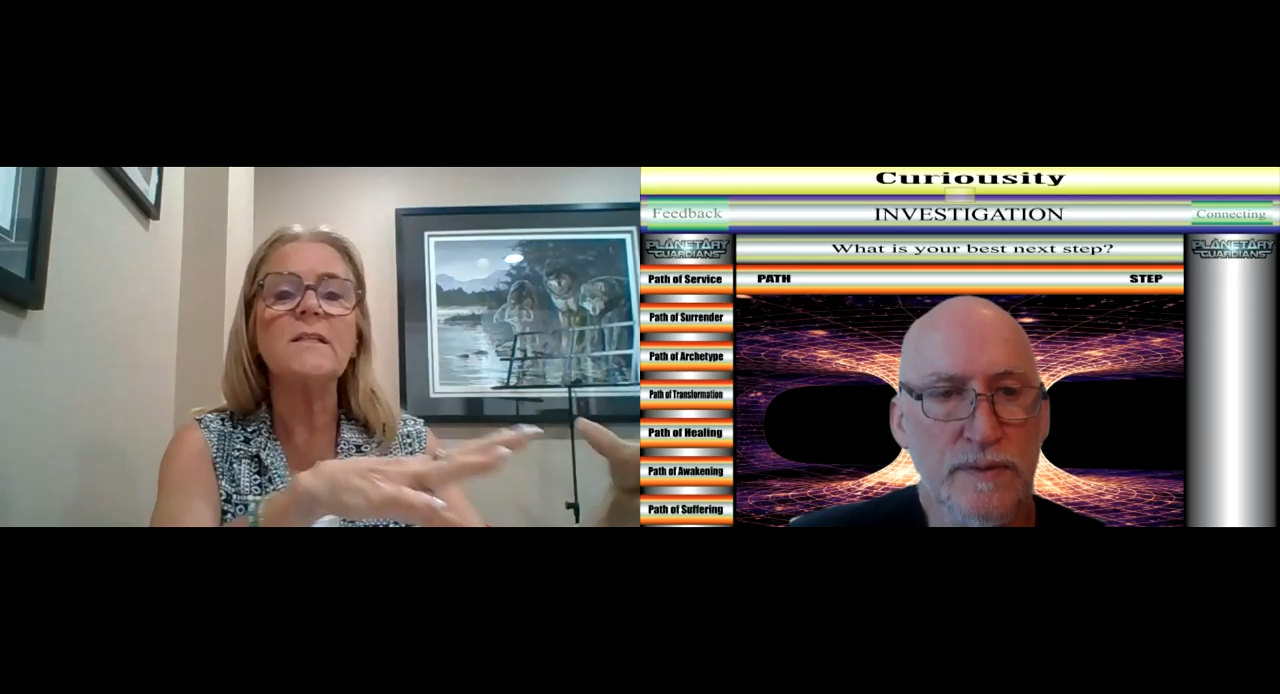 Curiousity
Feedback
INVESTIGATION
Connecting
PLANETARY
GUARDIANS
What is your best next step?
PLANETARY
GUARDIANS
Path of Service
PATH
STEP
Path of Surrender
Path of Archetype
Path of Transformation
Path of Healing
Path of Awakening
Path of Suffering